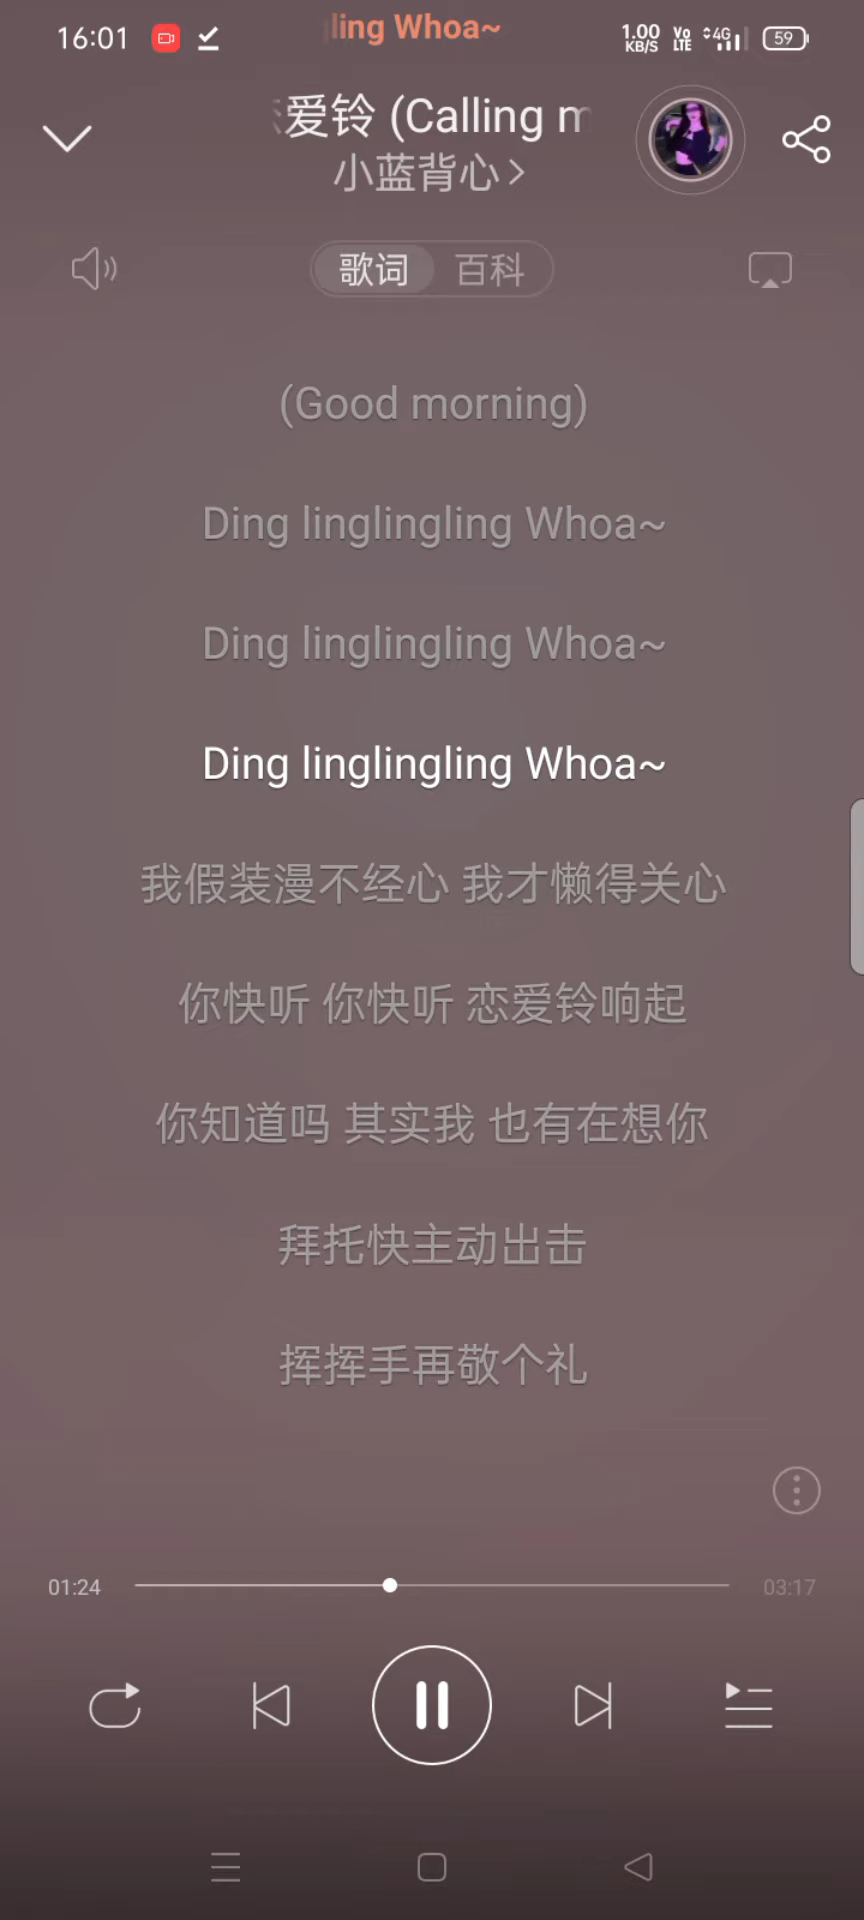 16:01
ling Whoa~
1.00 KB/S
Vo LTE
4G
59
爱铃 (Calling m
小蓝背心
歌词
百科
(Good morning)
Ding linglingling Whoa~
Ding linglingling Whoa~
Ding linglingling Whoa~
我假装漫不经心 我才懒得关心
你快听 你快听 恋爱铃响起
你知道吗 其实我 也有在想你
拜托快主动出击
挥挥手再敬个礼
01:24
03:17